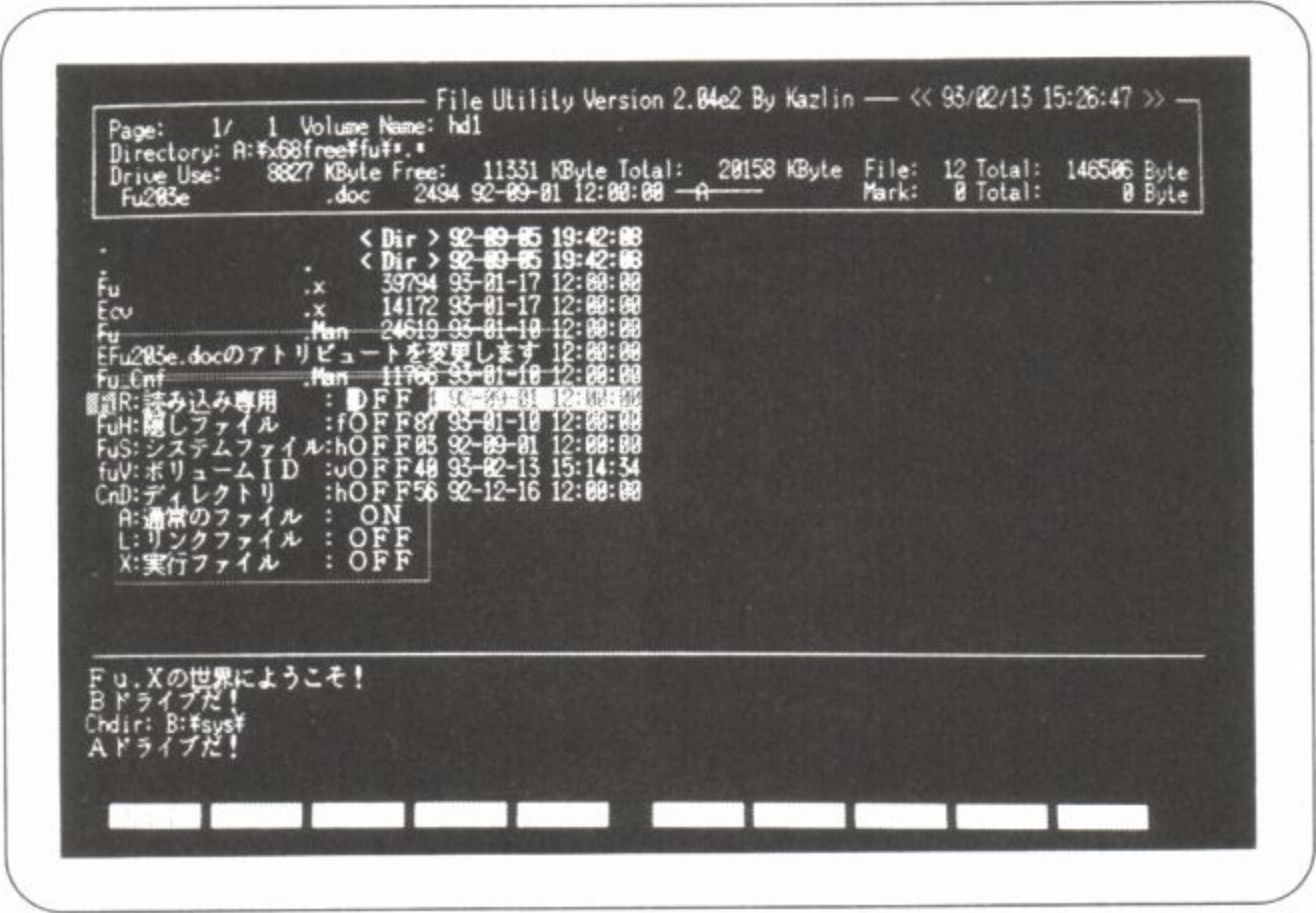 File Utility Version 2.04e2 By Kazlin << 93/02/13 15:26:47 >>
Page: 1/ 1 Volume Name: hd1
Directory: A:¥x68free¥fu¥*.*
Drive Use: 8827 KByte Free: 11331 KByte Total: 20158 KByte File: 12 Total: 146506 Byte
Fu203e .doc 2494 92-09-01 12:00:00 —A—— Mark: 0 Total: 0 Byte
. < Dir > 92-09-05 19:42:08
. . < Dir > 92-09-05 19:42:08
Fu .x 39794 93-01-17 12:00:00
Ecv .x 14172 93-01-17 12:00:00
Fu .Man 24619 93-01-10 12:00:00
EFu203e.docのアトリビュートを変更します 12:00:00
Fu_Cnf .Man 11766 93-01-10 12:00:00
R:読み込み専用 : OFF 92-09-01 12:00:00
FuH:隠しファイル :fOFF87 93-01-10 12:00:00
FuS:システムファイル:hOFF03 92-09-01 12:00:00
fuV:ボリュームID :vOFF40 93-02-13 15:14:34
CnD:ディレクトリ :hOFF56 92-12-16 12:00:00
A:通常のファイル : ON
L:リンクファイル : OFF
X:実行ファイル : OFF
Fu.Xの世界にようこそ!
Bドライブだ!
Chdir: B:¥sys¥
Aドライブだ!